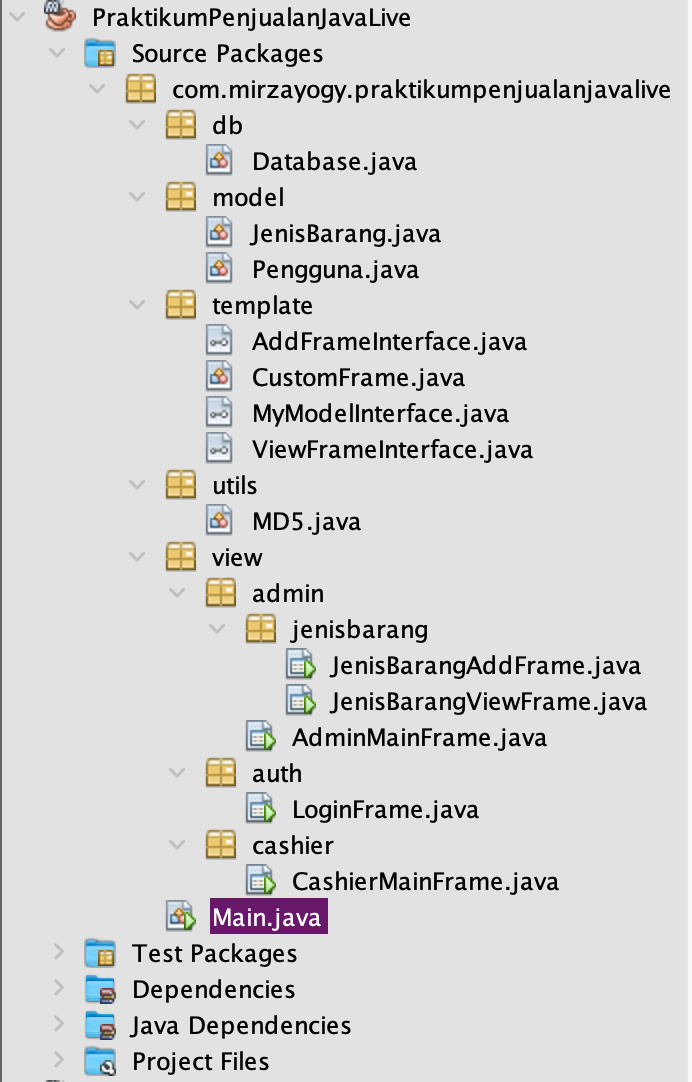 PraktikumPenjualanJavaLive
Source Packages
com.mirzayogy.praktikumpenjualanjavalive
db
Database.java
model
JenisBarang.java
Pengguna.java
template
AddFrameInterface.java
CustomFrame.java
MyModelInterface.java
ViewFrameInterface.java
utils
MD5.java
view
admin
jenisbarang
JenisBarangAddFrame.java
JenisBarangViewFrame.java
AdminMainFrame.java
auth
LoginFrame.java
cashier
CashierMainFrame.java
Main.java
Test Packages
Dependencies
Java Dependencies
Project Files